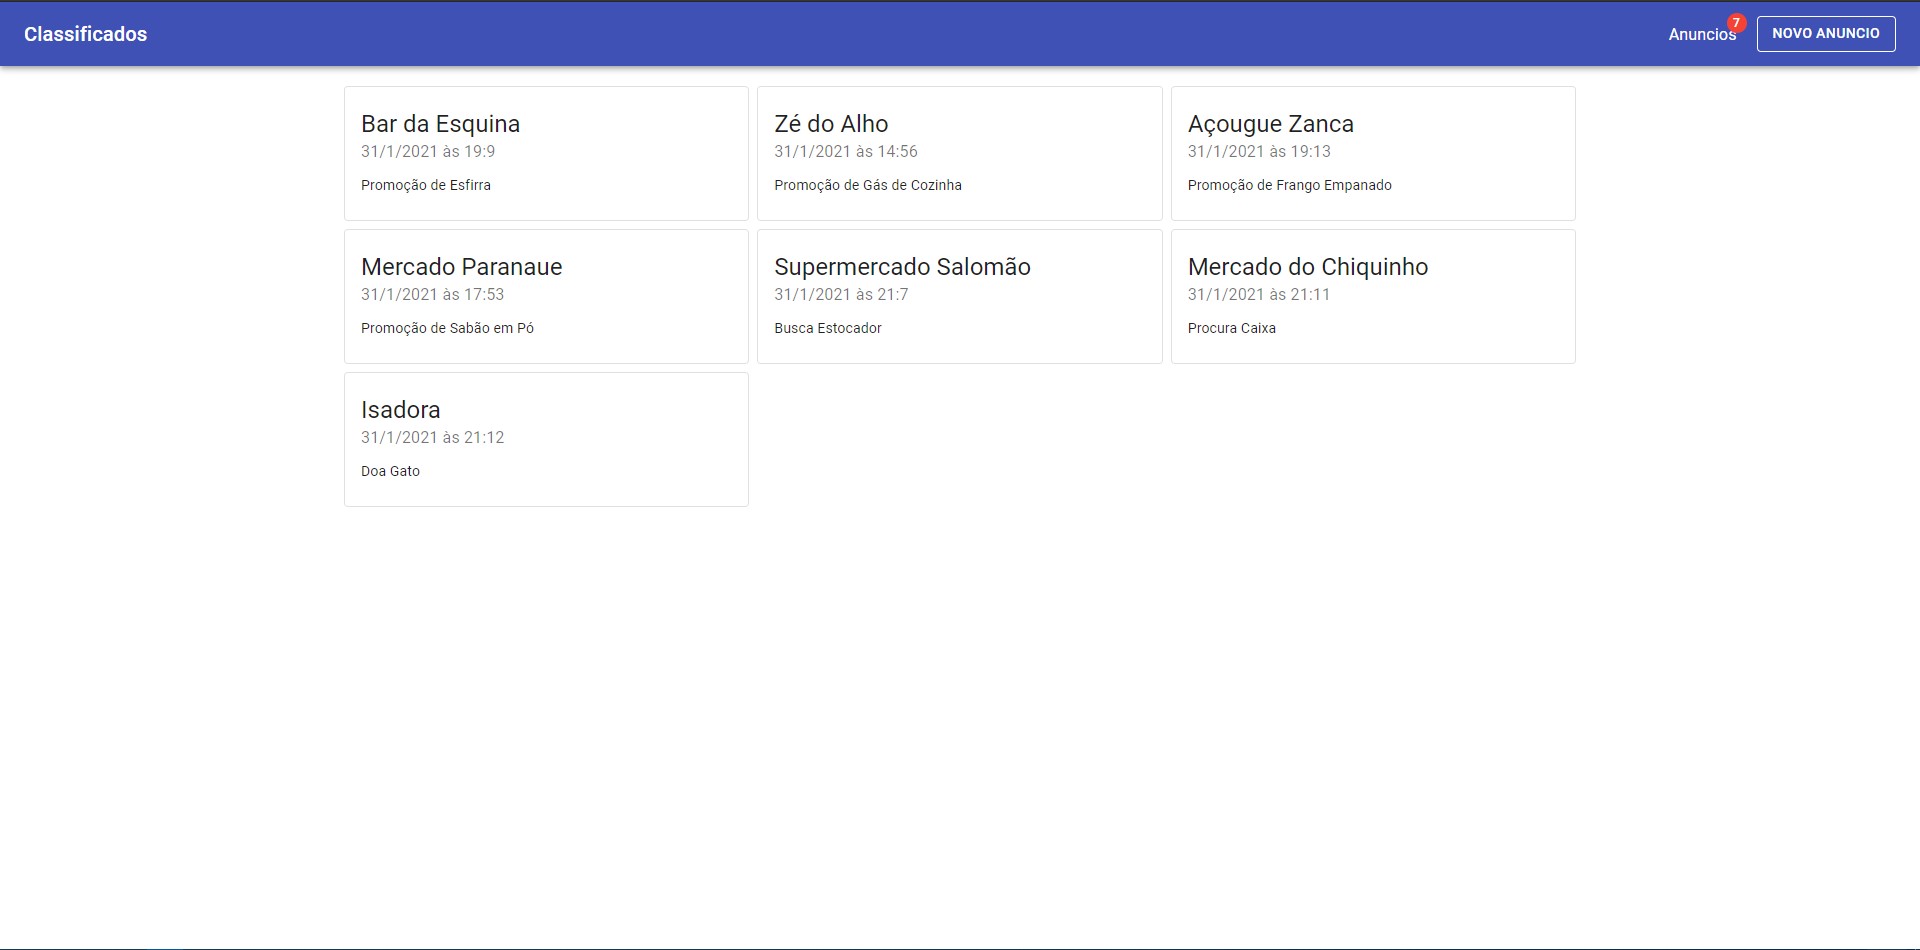 Classificados
Anuncios
7
NOVO ANUNCIO
Bar da Esquina
31/1/2021 às 19:9
Promoção de Esfirra
Zé do Alho
31/1/2021 às 14:56
Promoção de Gás de Cozinha
Açougue Zanca
31/1/2021 às 19:13
Promoção de Frango Empanado
Mercado Paranaue
31/1/2021 às 17:53
Promoção de Sabão em Pó
Supermercado Salomão
31/1/2021 às 21:7
Busca Estocador
Mercado do Chiquinho
31/1/2021 às 21:11
Procura Caixa
Isadora
31/1/2021 às 21:12
Doa Gato